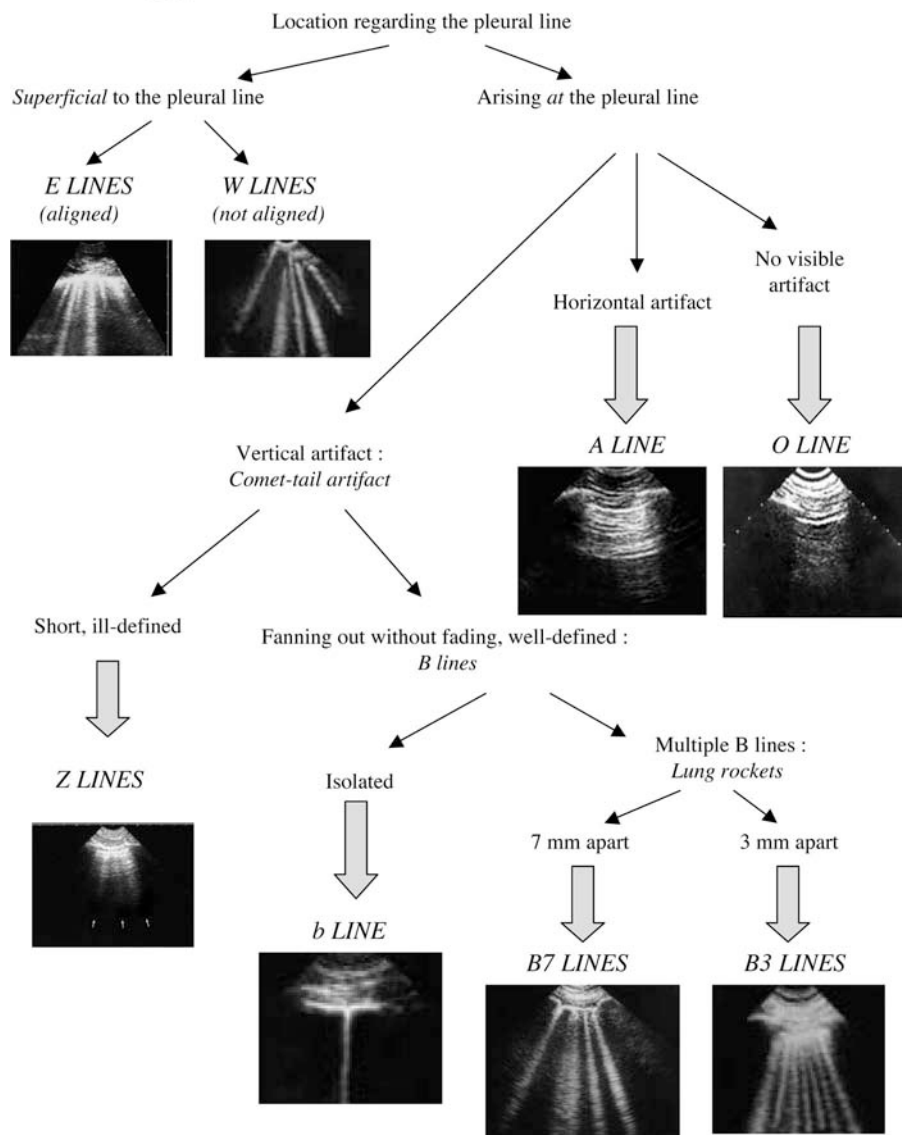 Location regarding the pleural line
Superficial to the pleural line
Arising at the pleural line
E LINES
(aligned)
W LINES
(not aligned)
No visible
artifact
Horizontal artifact
A LINE
O LINE
Vertical artifact :
Comet-tail artifact
Short, ill-defined
Fanning out without fading, well-defined :
B lines
Z LINES
Isolated
Multiple B lines :
Lung rockets
7 mm apart
3 mm apart
b LINE
B7 LINES
B3 LINES